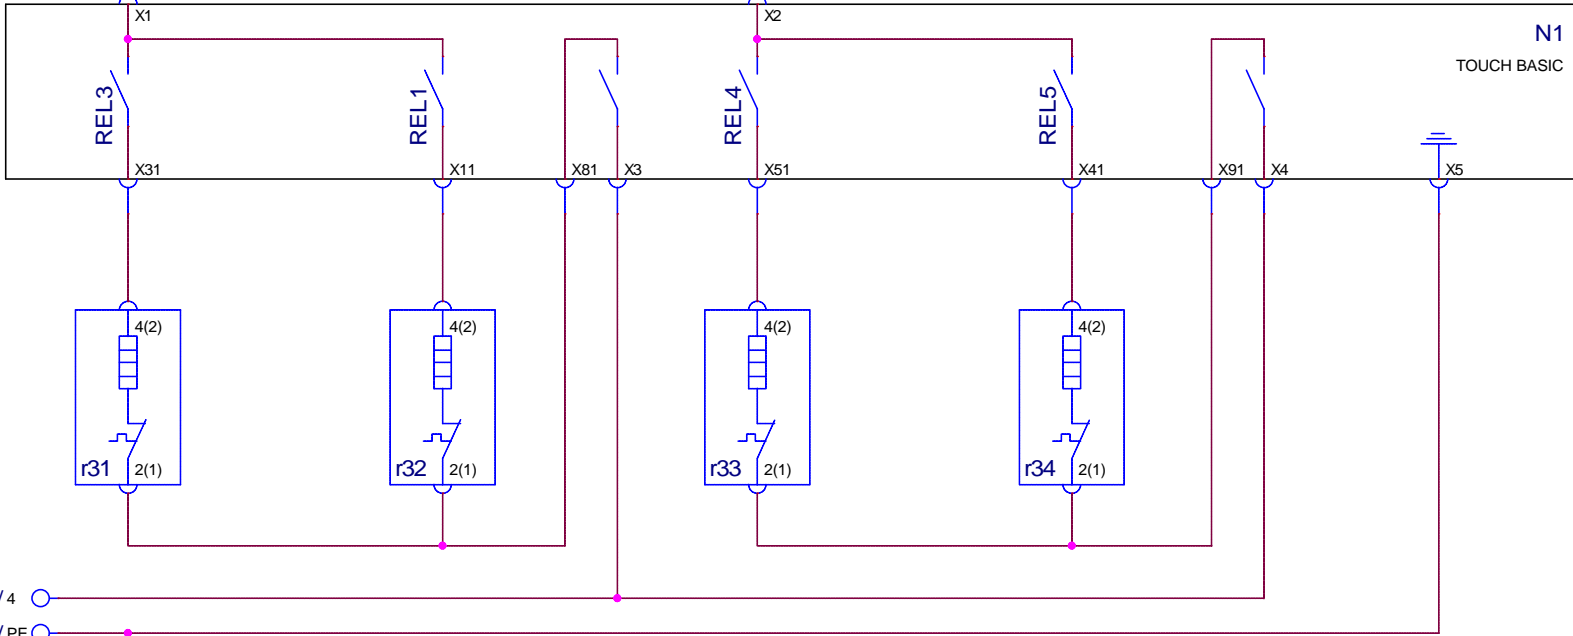 X1
X2
N1
TOUCH BASIC
REL3
REL1
REL4
REL5
X31
X11
X81
X3
X51
X41
X91
X4
X5
4(2)
4(2)
4(2)
4(2)
r31
2(1)
r32
2(1)
r33
2(1)
r34
2(1)
/ 4
/ PE